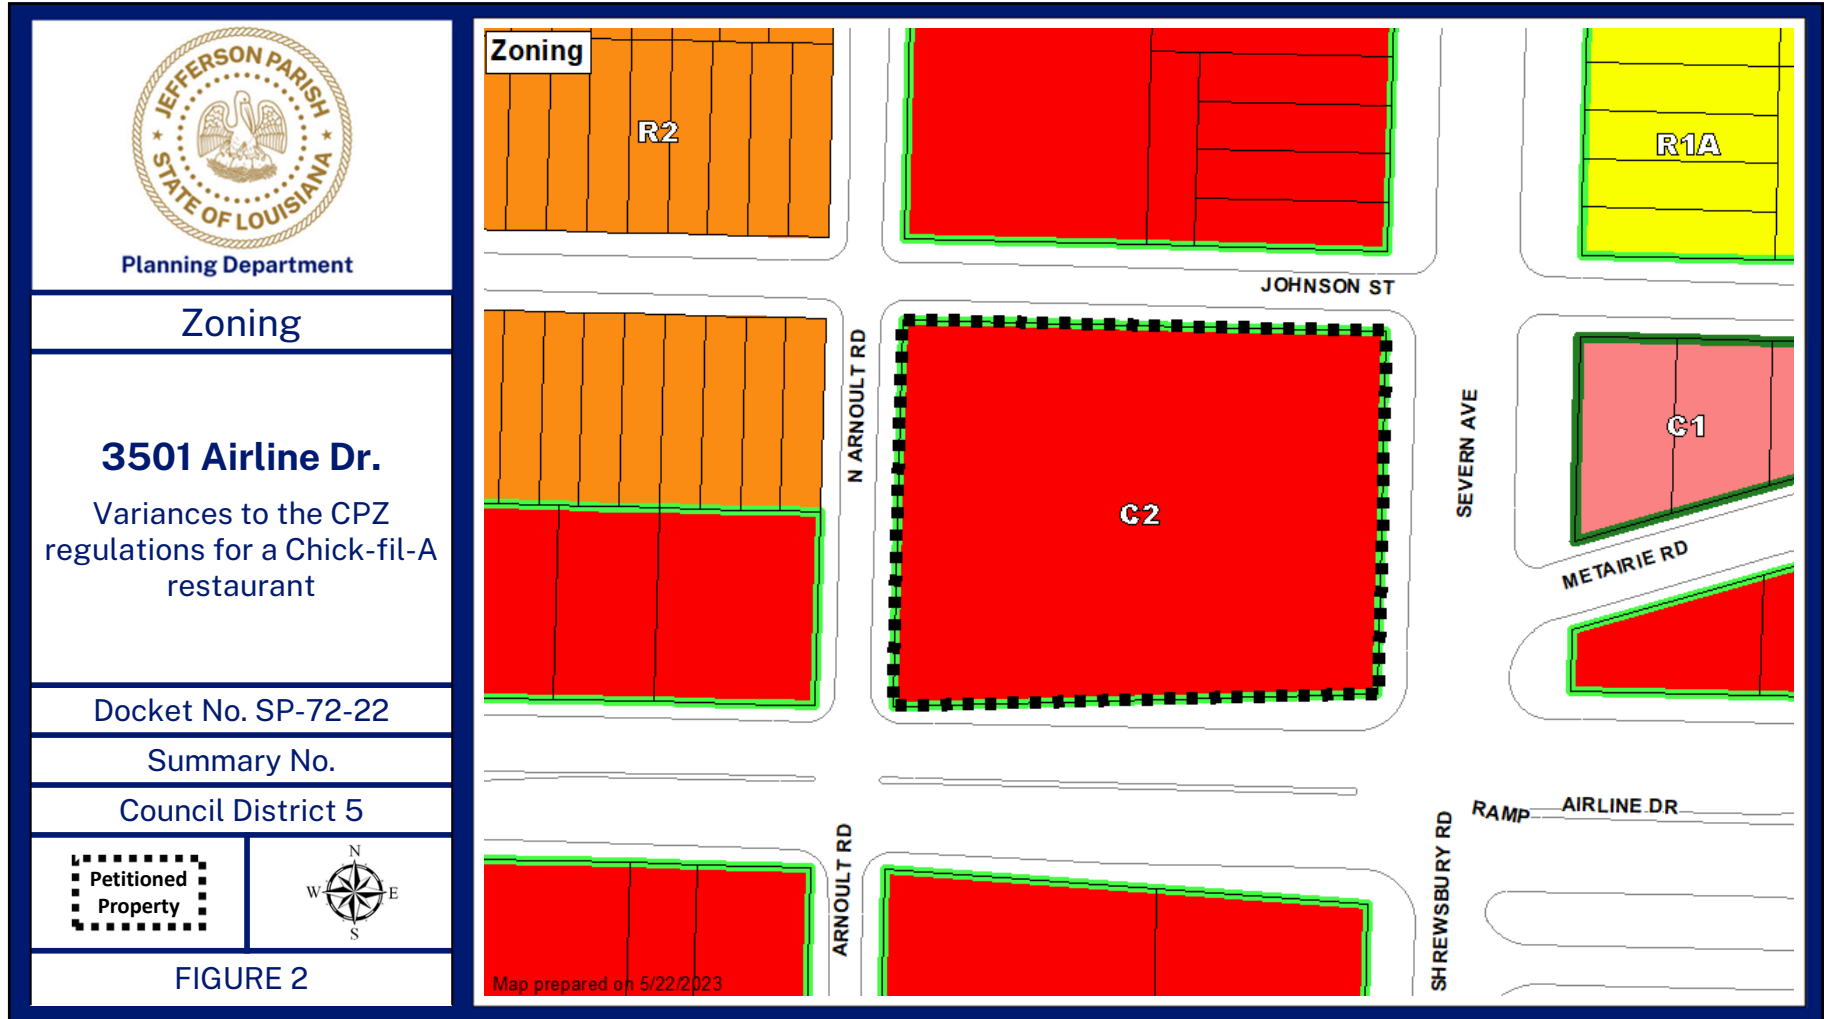 JEFFERSON PARISH
STATE OF LOUISIANA
Planning Department
Zoning
3501 Airline Dr.
Variances to the CPZ
regulations for a Chick-fil-A
restaurant
Docket No. SP-72-22
Summary No.
Council District 5
Petitioned
Property
N
W
E
S
FIGURE 2
Zoning
R2
R1A
JOHNSON ST
N ARNOULT RD
C2
SEVERN AVE
C1
METAIRIE RD
RAMP
AIRLINE DR
ARNOULT RD
SHREWSBURY RD
Map prepared on 5/22/2023